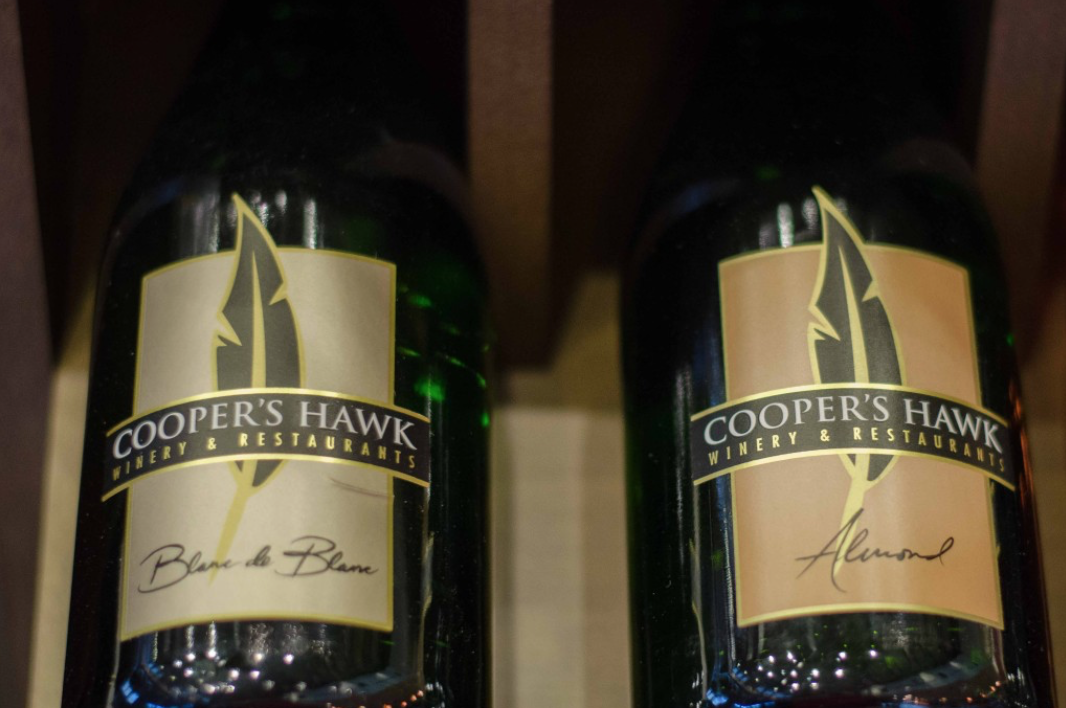 COOPER'S HAWK
WINERY & RESTAURANTS
Blanc de Blanc
COOPER'S HAWK
WINERY & RESTAURANTS
Almond